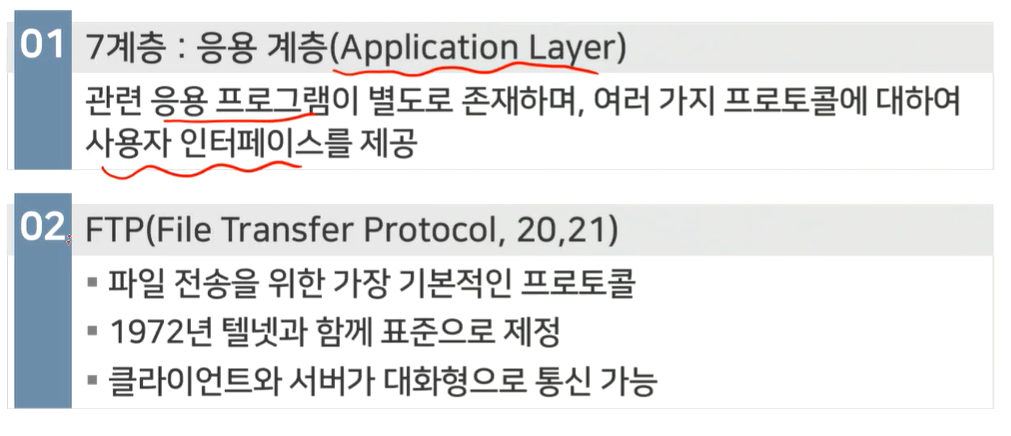 01
7계층 : 응용 계층(Application Layer)
관련 응용 프로그램이 별도로 존재하며, 여러 가지 프로토콜에 대하여
사용자 인터페이스를 제공
02
FTP(File Transfer Protocol, 20,21)
▪ 파일 전송을 위한 가장 기본적인 프로토콜
▪ 1972년 텔넷과 함께 표준으로 제정
▪ 클라이언트와 서버가 대화형으로 통신 가능